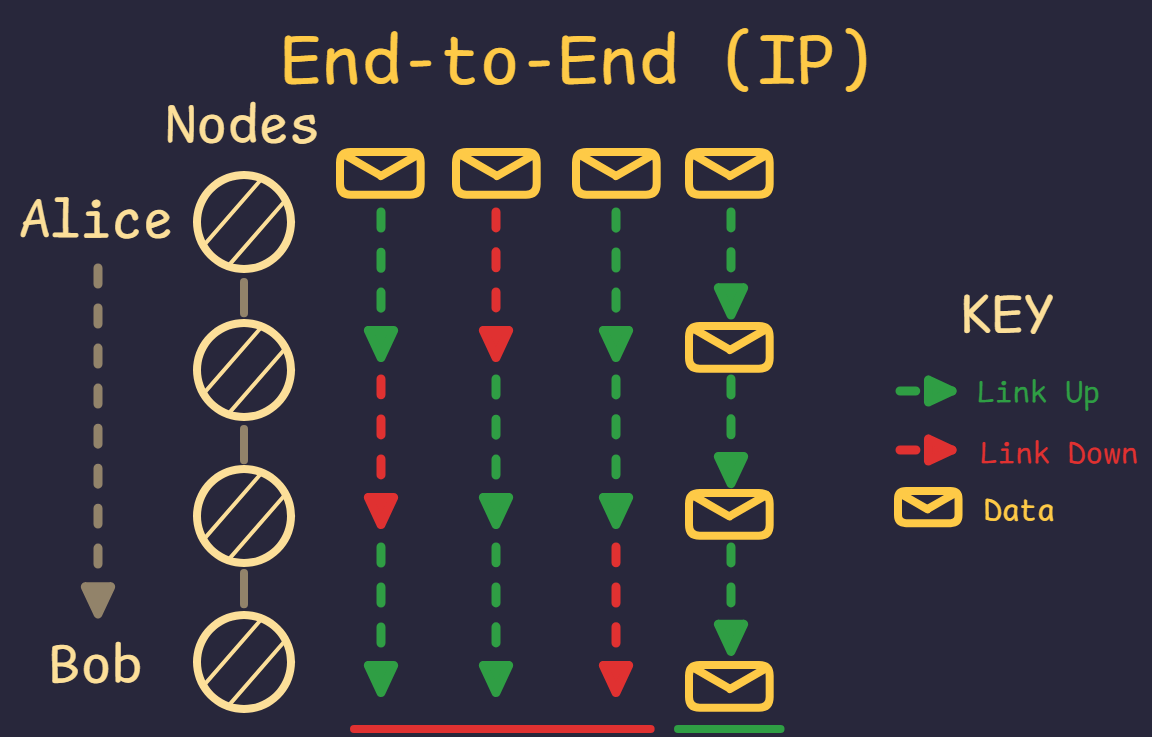 End-to-End (IP)
Nodes
Alice
Bob
KEY
Link Up
Link Down
Data